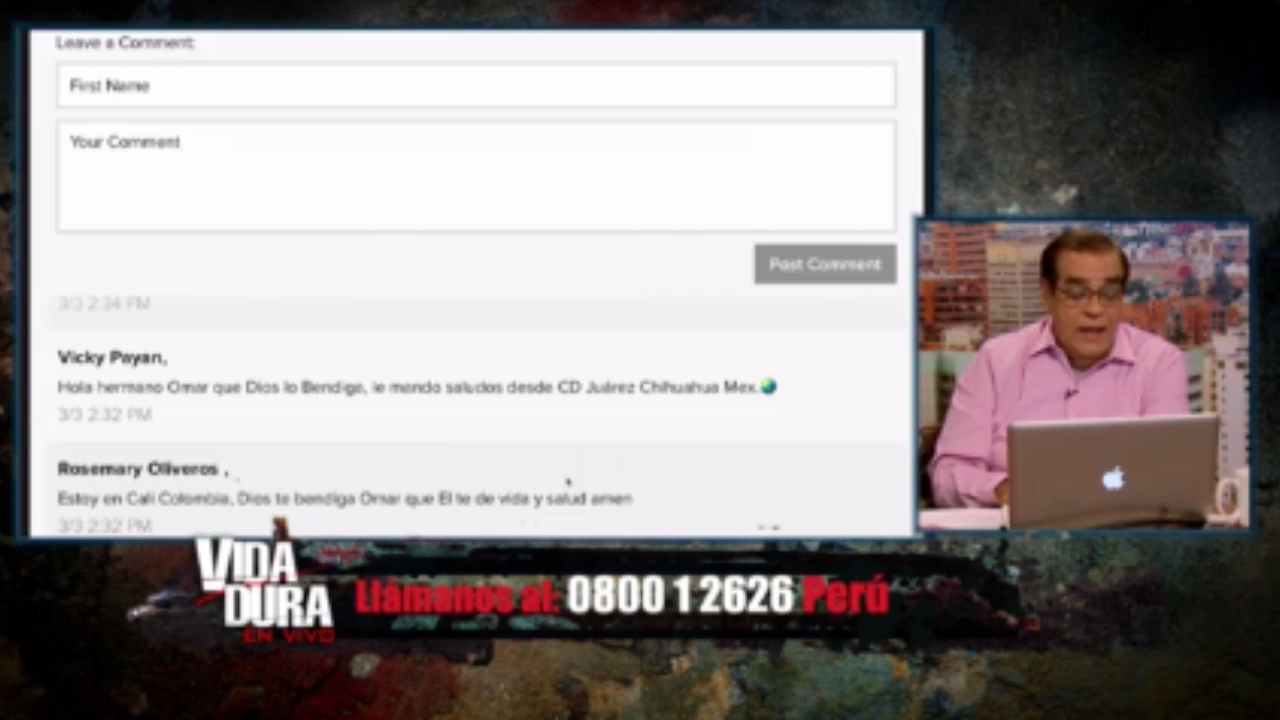 Leave a Comment:
First Name
Your Comment
Post Comment
3/3 2:34 PM
Vicky Payan,
Hola hermano Omar que Dios lo Bendiga, le mando saludos desde CD Juárez Chihuahua Mex.
3/3 2:32 PM
Rosemary Oliveros ,
Estoy en Cali Colombia, Dios te bendiga Omar que El te de vida y salud amen
3/3 2:32 PM
VIDA DURA EN VIVO
Llámanos al: 0800 1 2626 Perú